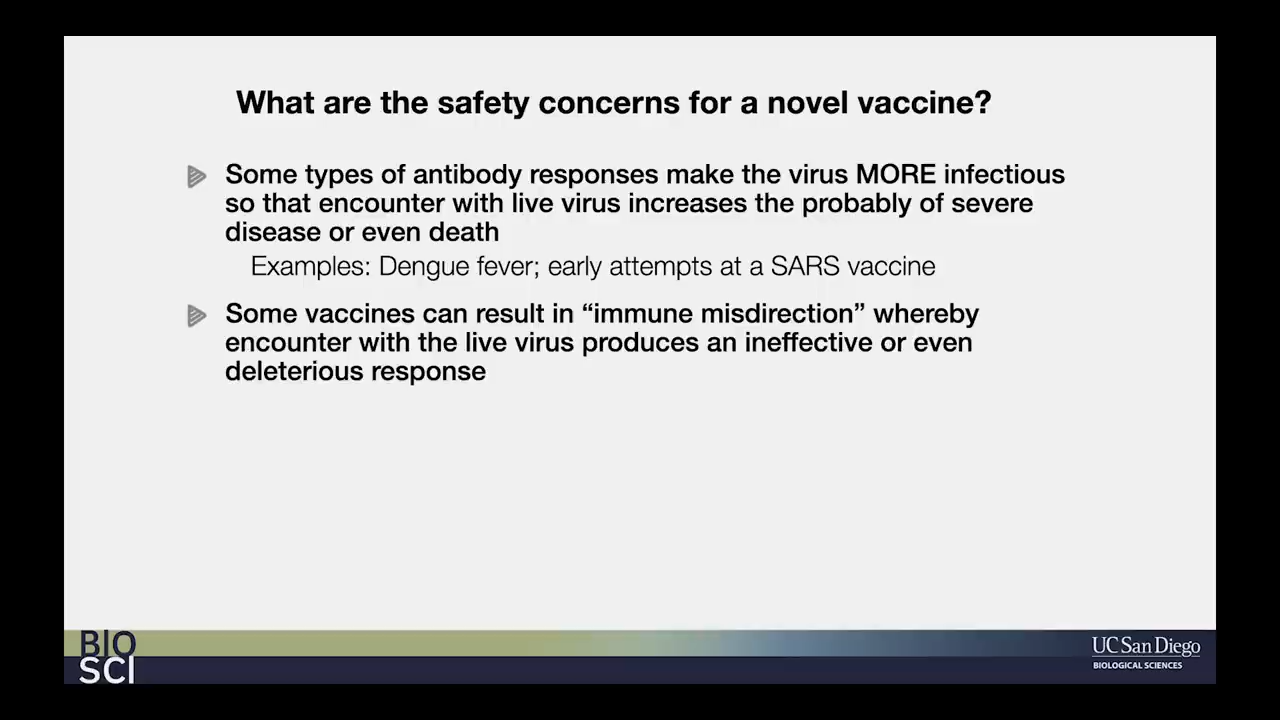 What are the safety concerns for a novel vaccine?
Some types of antibody responses make the virus MORE infectious
so that encounter with live virus increases the probably of severe
disease or even death
Examples: Dengue fever; early attempts at a SARS vaccine
Some vaccines can result in “immune misdirection” whereby
encounter with the live virus produces an ineffective or even
deleterious response
BIO
SCI
UC San Diego
BIOLOGICAL SCIENCES